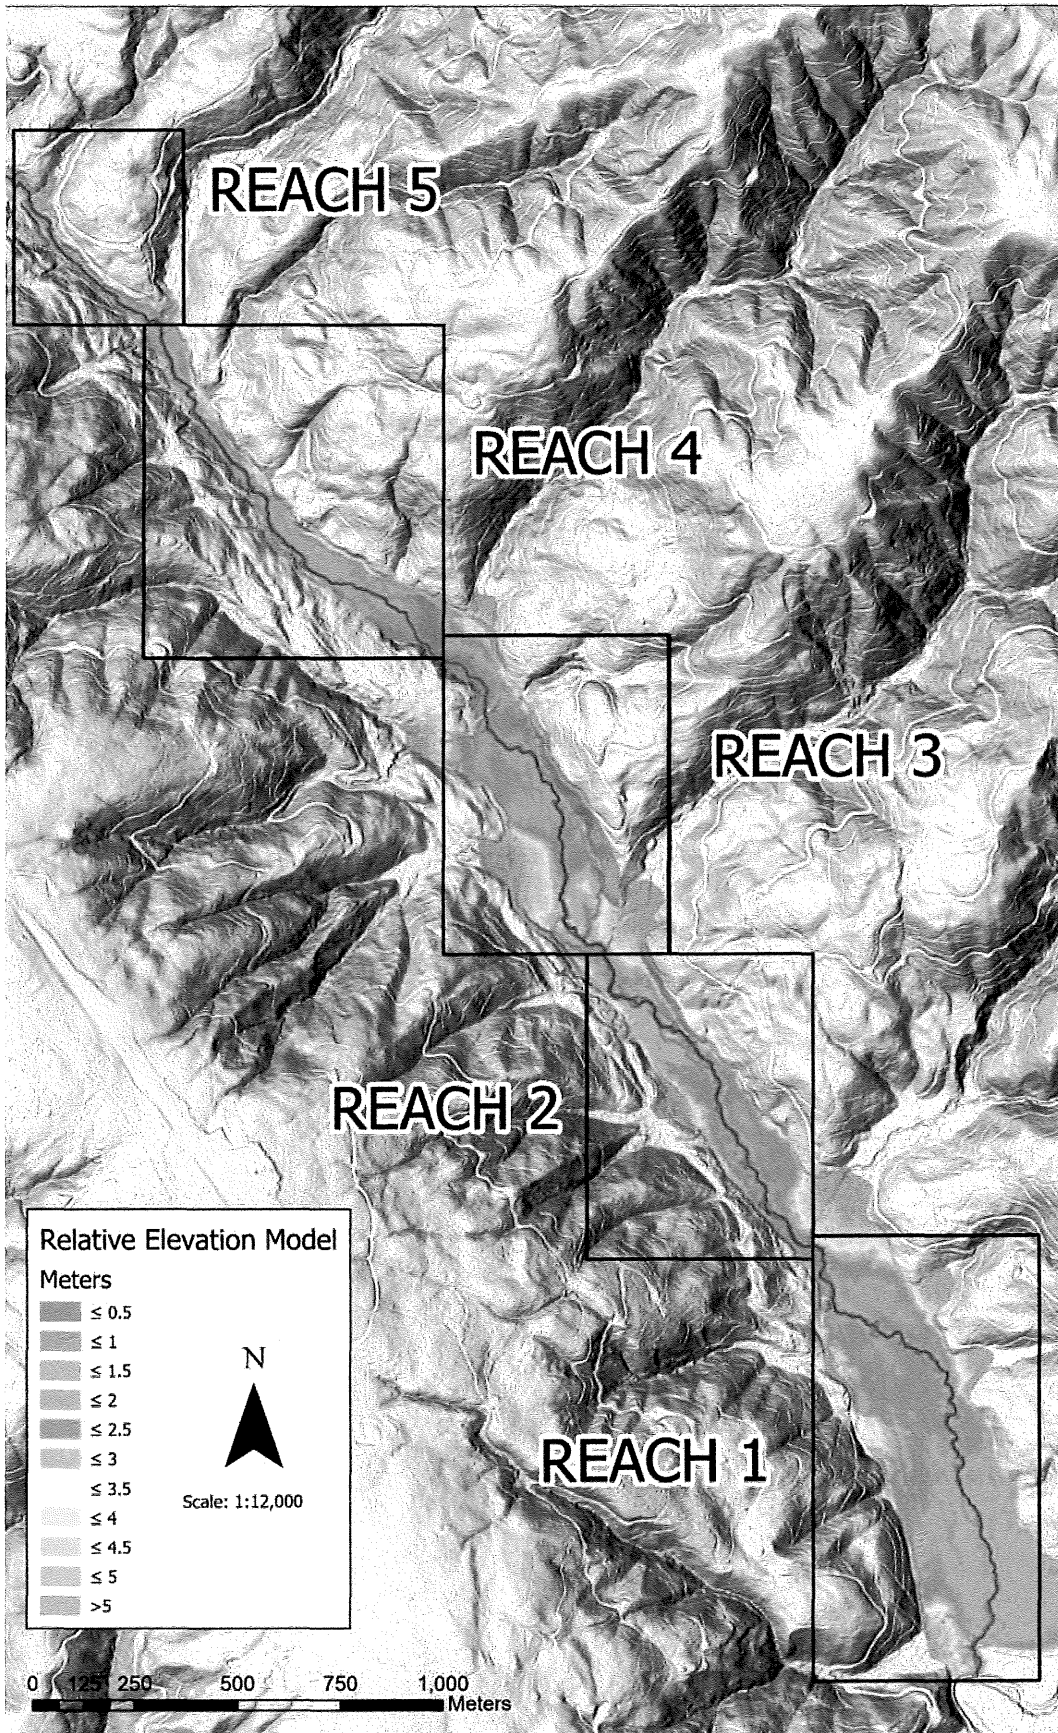 REACH 5
REACH 4
REACH 3
REACH 2
REACH 1
Relative Elevation Model
Meters
≤ 0.5
≤ 1
≤ 1.5
≤ 2
≤ 2.5
≤ 3
≤ 3.5
≤ 4
≤ 4.5
≤ 5
>5
N
Scale: 1:12,000
0 125 250 500 750 1,000
Meters